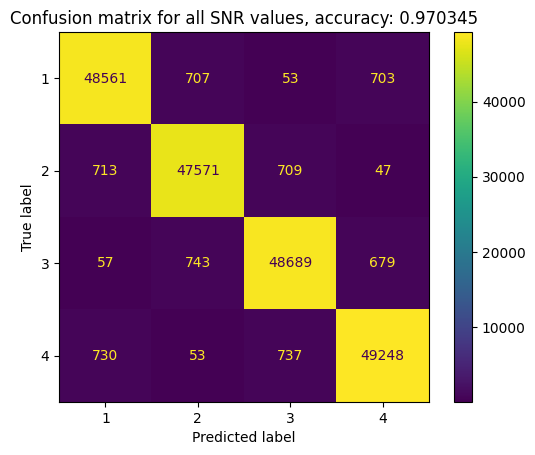 Confusion matrix for all SNR values, accuracy: 0.970345
1 48561 707 53 703
2 713 47571 709 47
3 57 743 48689 679
4 730 53 737 49248
1 2 3 4
Predicted label
True label
40000
30000
20000
10000